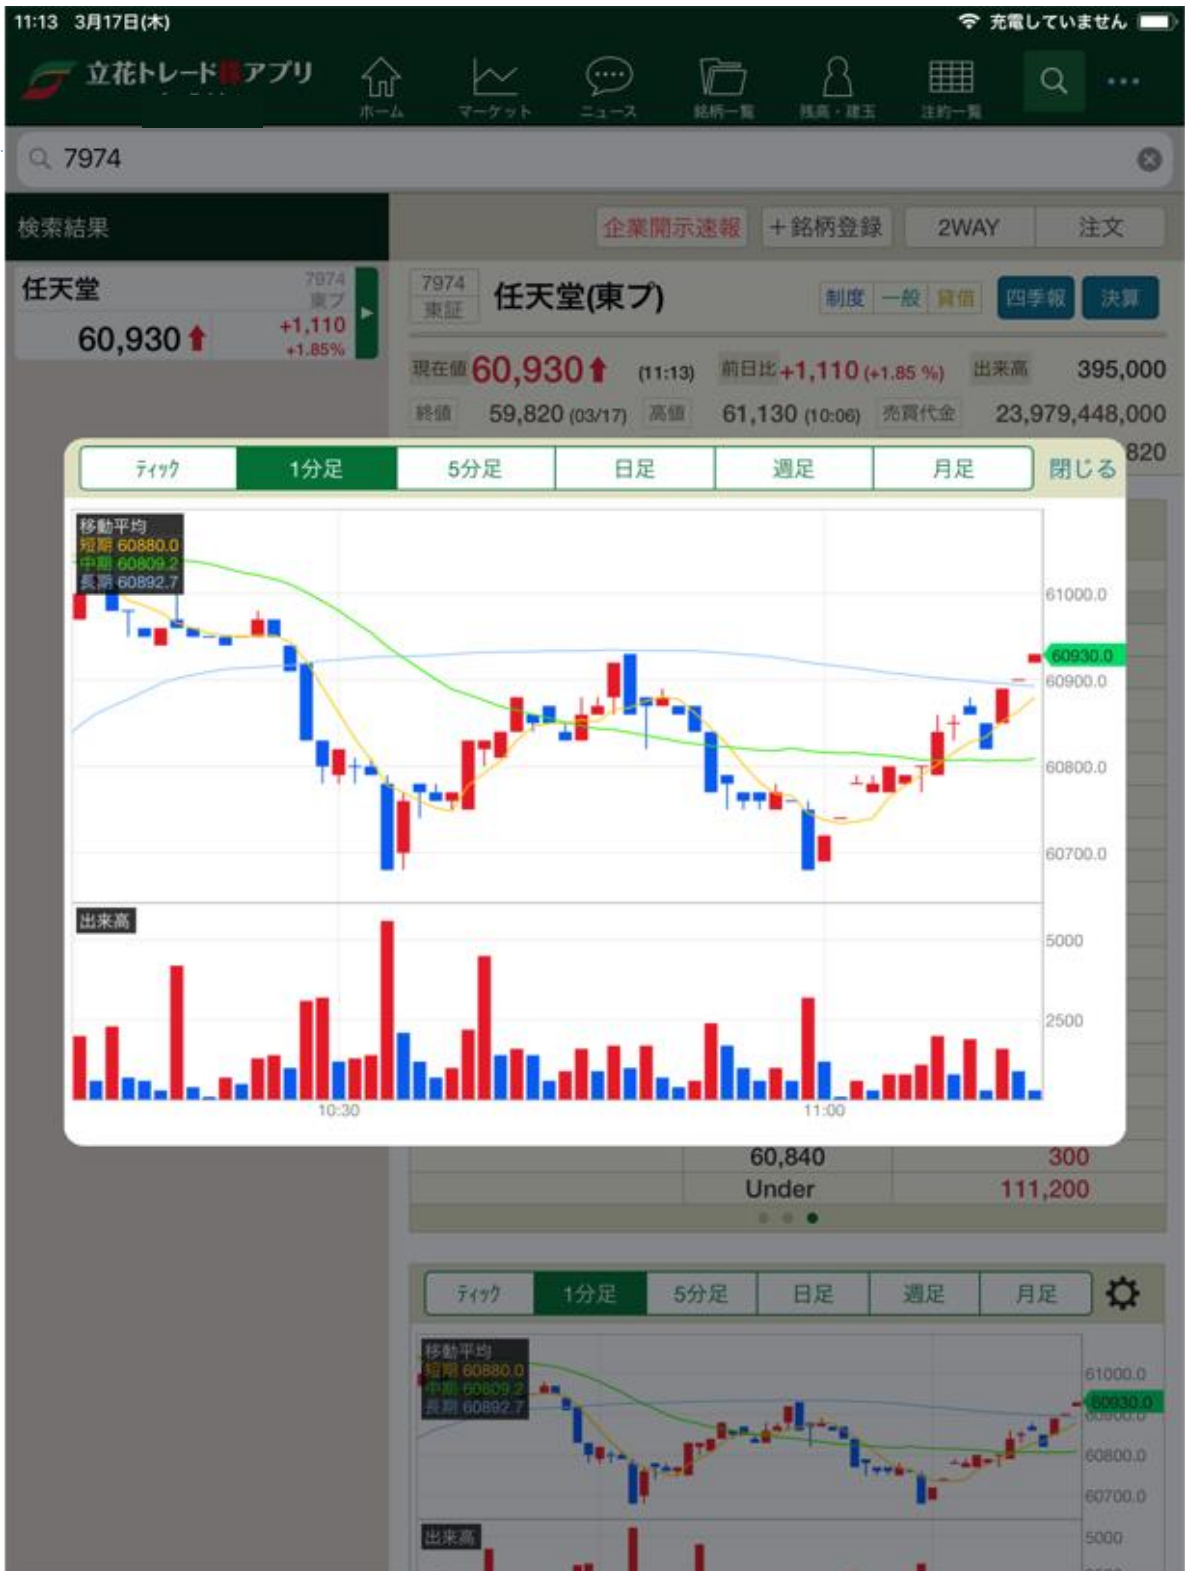 11:13 3月17日(木) 充電していません
立花トレード株アプリ
ホーム マーケット ニュース 銘柄一覧 残高・建玉 注約一覧
7974
検索結果 企業開示速報 +銘柄登録 2WAY 注文
任天堂 7974 東プ
60,930 +1,110 +1.85%
7974 東証 任天堂(東プ) 制度 一般 貸借 四季報 決算
現在値 60,930 (11:13) 前日比 +1,110 (+1.85 %) 出来高 395,000
終値 59,820 (03/17) 高値 61,130 (10:06) 売買代金 23,979,448,000
820
ティック 1分足 5分足 日足 週足 月足 閉じる
移動平均
短期 60880.0
中期 60809.2
長期 60892.7
61000.0
60930.0
60900.0
60800.0
60700.0
出来高
5000
2500
10:30 11:00
60,840 300
Under 111,200
ティック 1分足 5分足 日足 週足 月足
移動平均
短期 60880.0
中期 60809.2
長期 60892.7
61000.0
60930.0
60900.0
60800.0
60700.0
出来高
5000